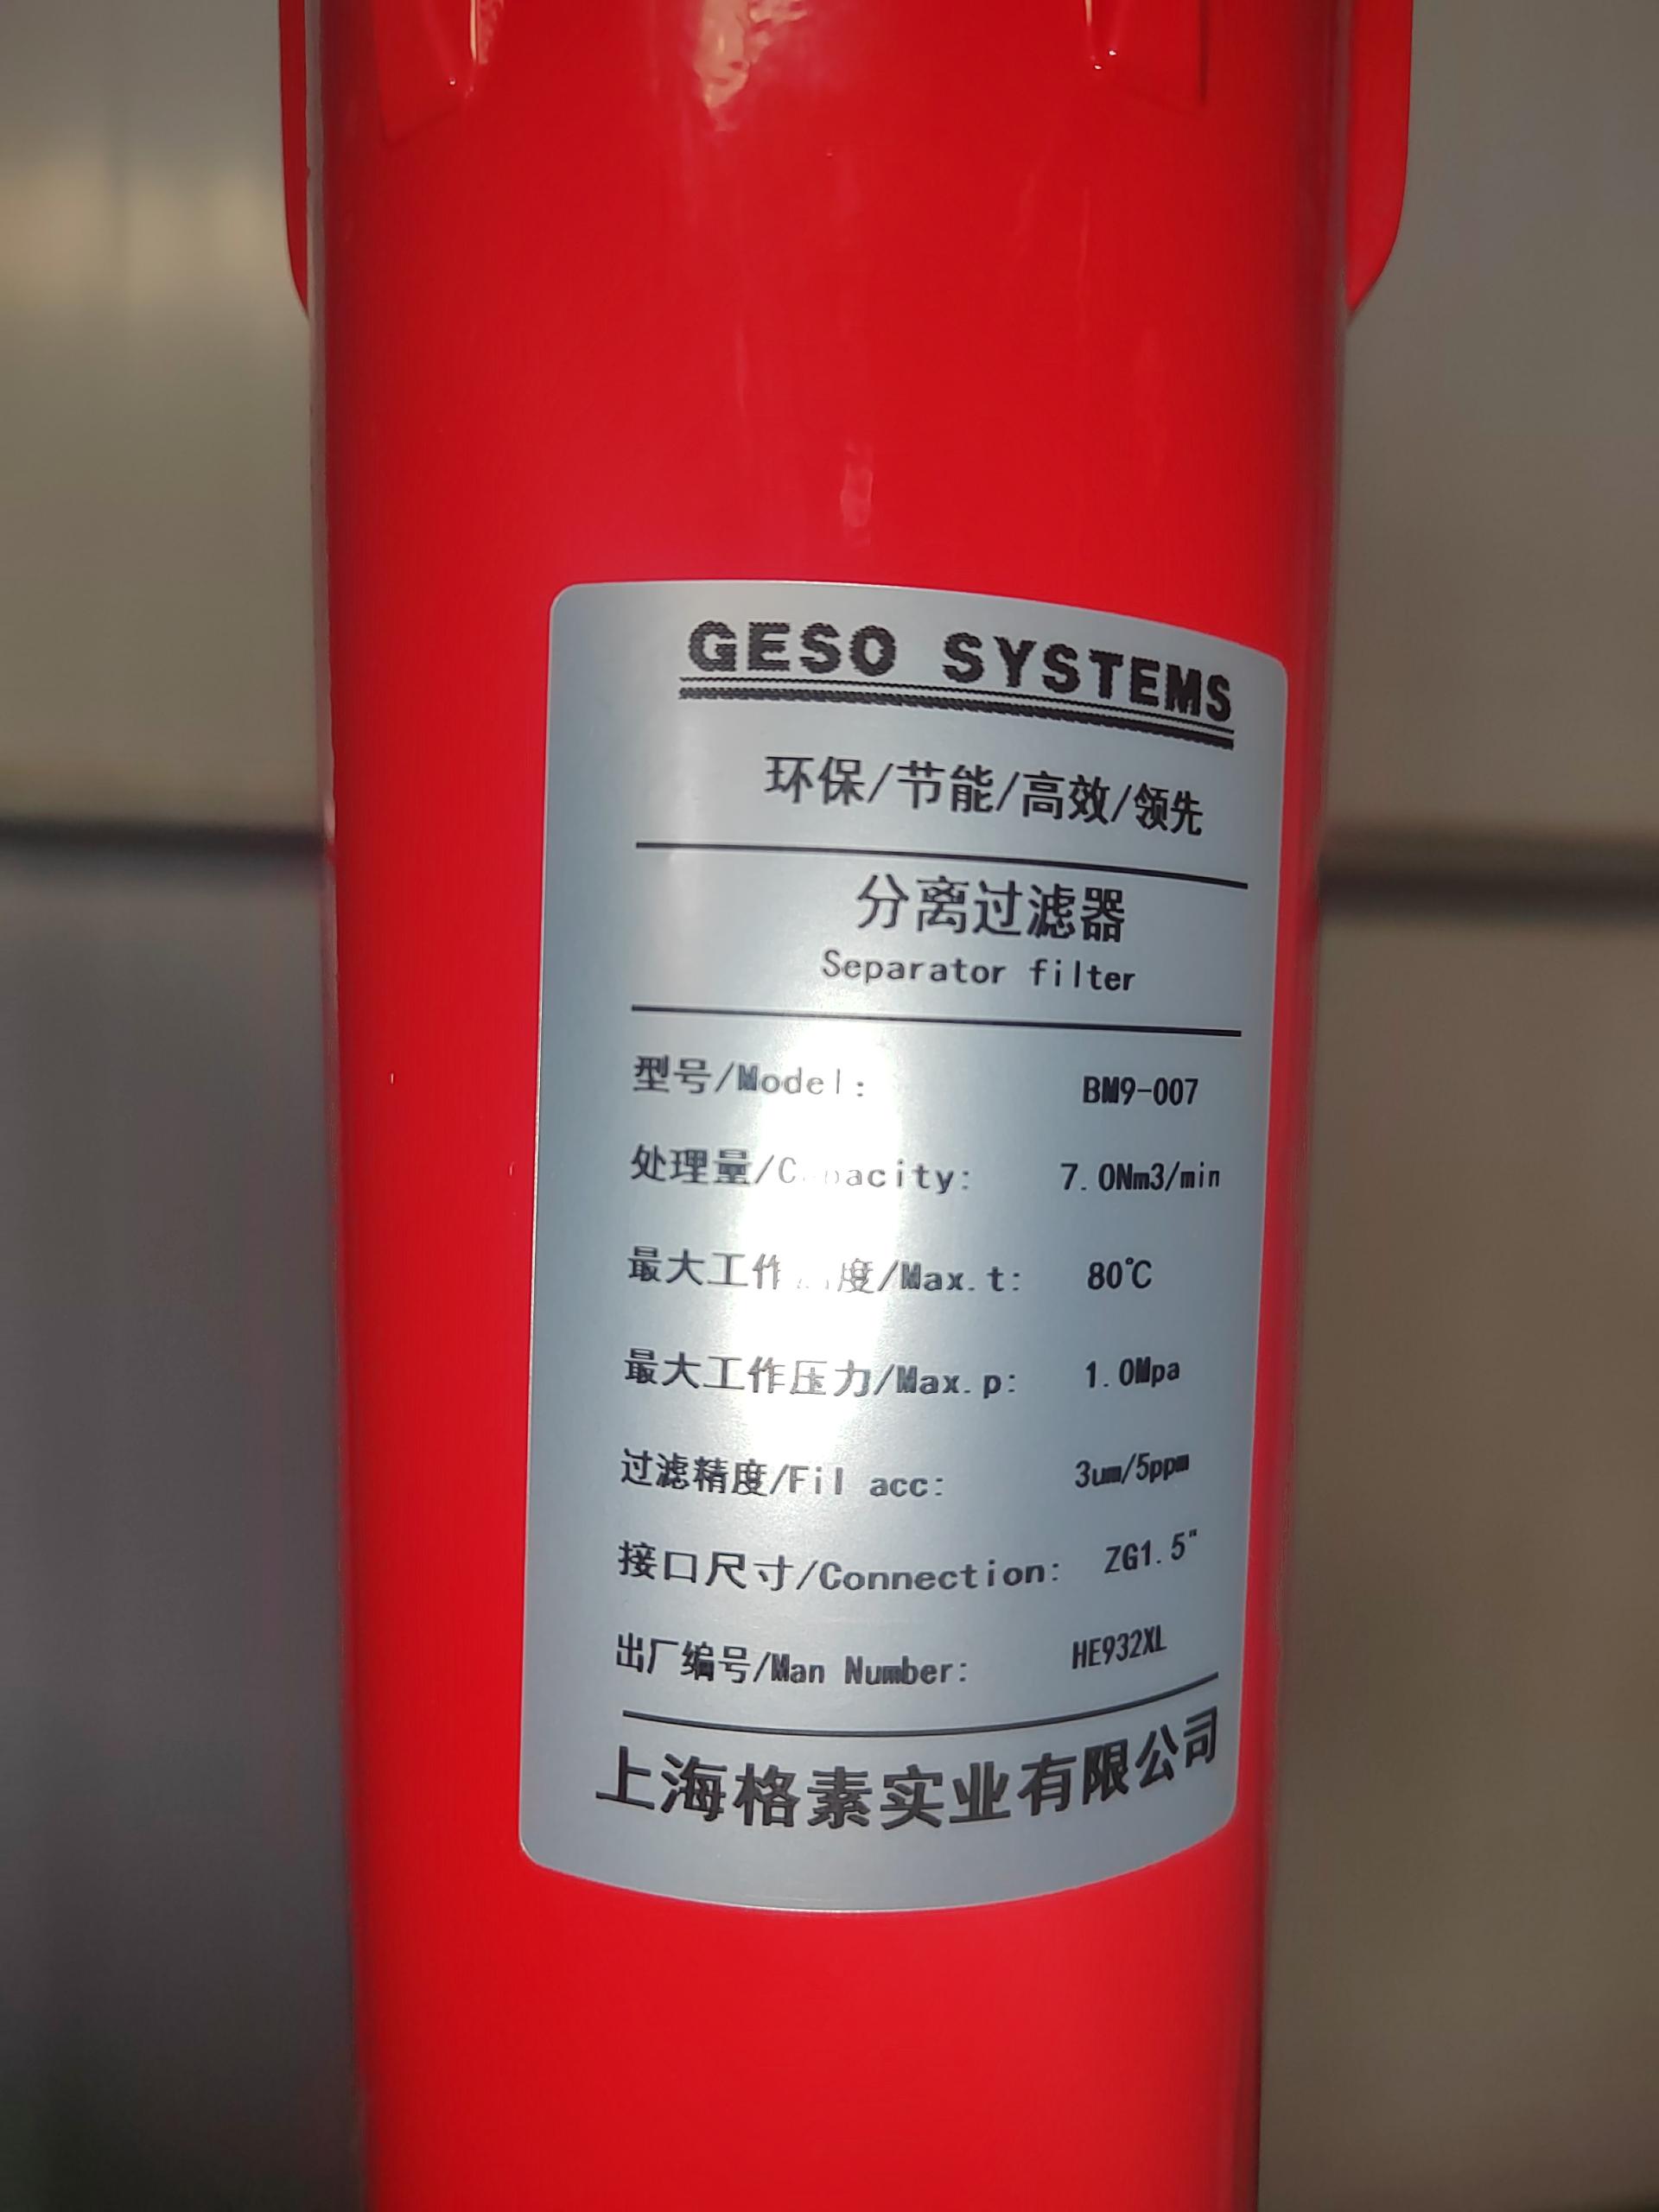 GESO SYSTEMS
环保/节能/高效/领先
分离过滤器
Separator filter
型号/Model: BM9-007
处理量/Capacity: 7.0Nm3/min
最大工作 度/Max.t: 80℃
最大工作压力/Max.p: 1.0Mpa
过滤精度/Fil acc: 3um/5ppm
接口尺寸/Connection: ZG1.5"
出厂编号/Man Number: HE932XL
上海格素实业有限公司